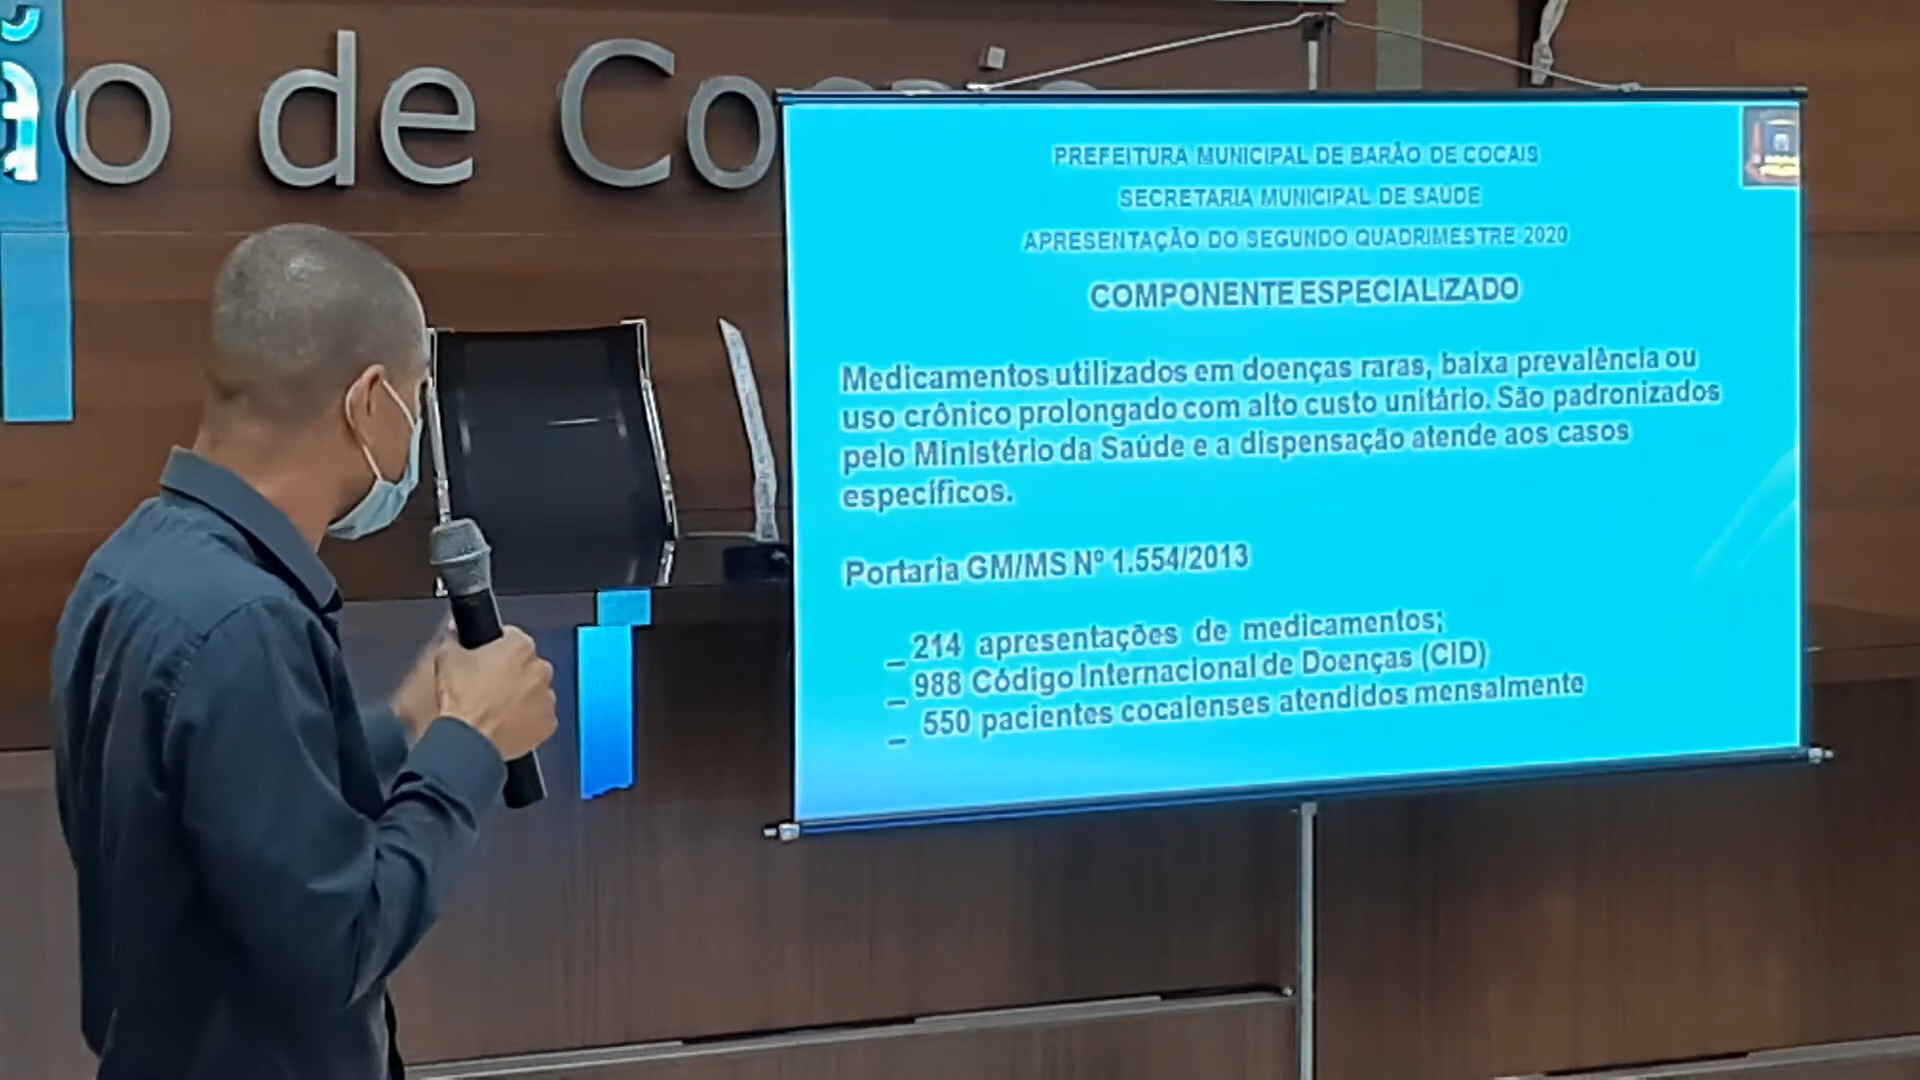 ão de Co
PREFEITURA MUNICIPAL DE BARÃO DE COCAIS
SECRETARIA MUNICIPAL DE SAÚDE
APRESENTAÇÃO DO SEGUNDO QUADRIMESTRE 2020
COMPONENTE ESPECIALIZADO
Medicamentos utilizados em doenças raras, baixa prevalência ou
uso crônico prolongado com alto custo unitário. São padronizados
pelo Ministério da Saúde e a dispensação atende aos casos
específicos.
Portaria GM/MS Nº 1.554/2013
_ 214 apresentações de medicamentos;
_ 988 Código Internacional de Doenças (CID)
_ 550 pacientes cocaienses atendidos mensalmente